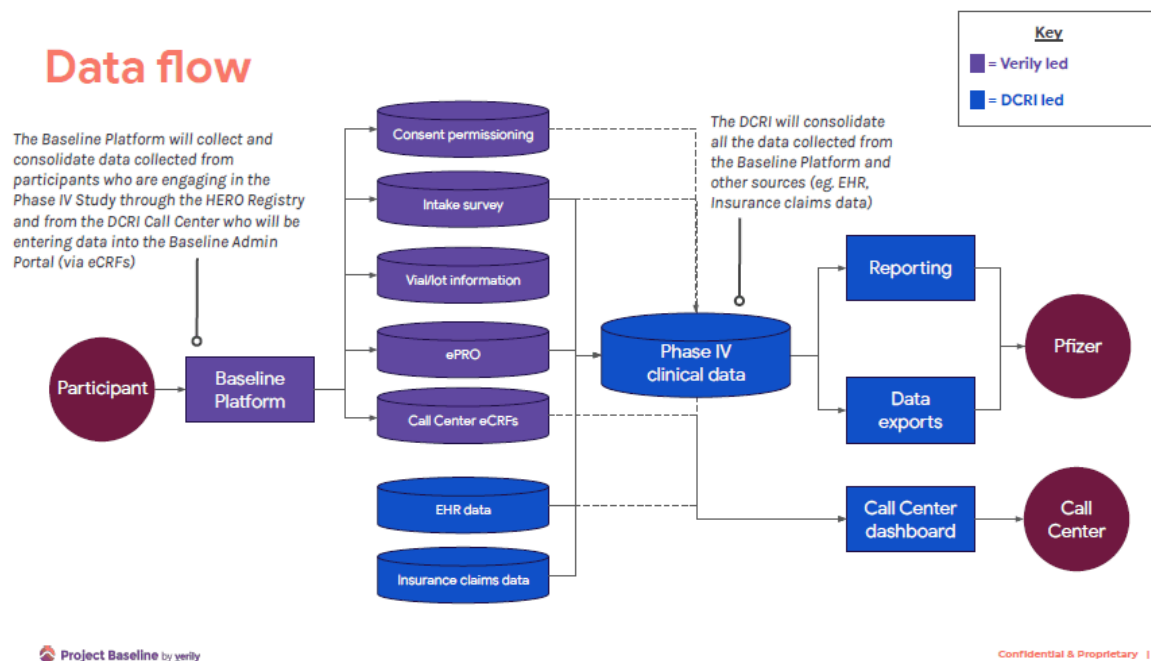 Data flow
Key
= Verily led
= DCRI led
The Baseline Platform will collect and
consolidate data collected from
participants who are engaging in the
Phase IV Study through the HERO Registry
and from the DCRI Call Center who will be
entering data into the Baseline Admin
Portal (via eCRFs)
The DCRI will consolidate
all the data collected from
the Baseline Platform and
other sources (eg. EHR,
Insurance claims data)
Participant
Baseline
Platform
Consent permissioning
Intake survey
Vial/lot information
ePRO
Call Center eCRFs
EHR data
Insurance claims data
Phase IV
clinical data
Reporting
Data
exports
Call Center
dashboard
Pfizer
Call
Center
Project Baseline by verily
Confidential & Proprietary |